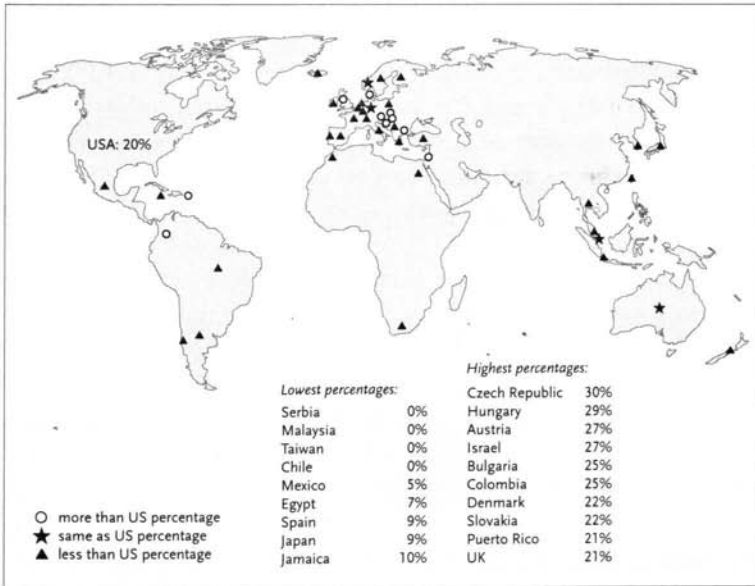 USA: 20%
Lowest percentages:
Serbia 0%
Malaysia 0%
Taiwan 0%
Chile 0%
Mexico 5%
Egypt 7%
Spain 9%
Japan 9%
Jamaica 10%
Highest percentages:
Czech Republic 30%
Hungary 29%
Austria 27%
Israel 27%
Bulgaria 25%
Colombia 25%
Denmark 22%
Slovakia 22%
Puerto Rico 21%
UK 21%
more than US percentage
same as US percentage
less than US percentage